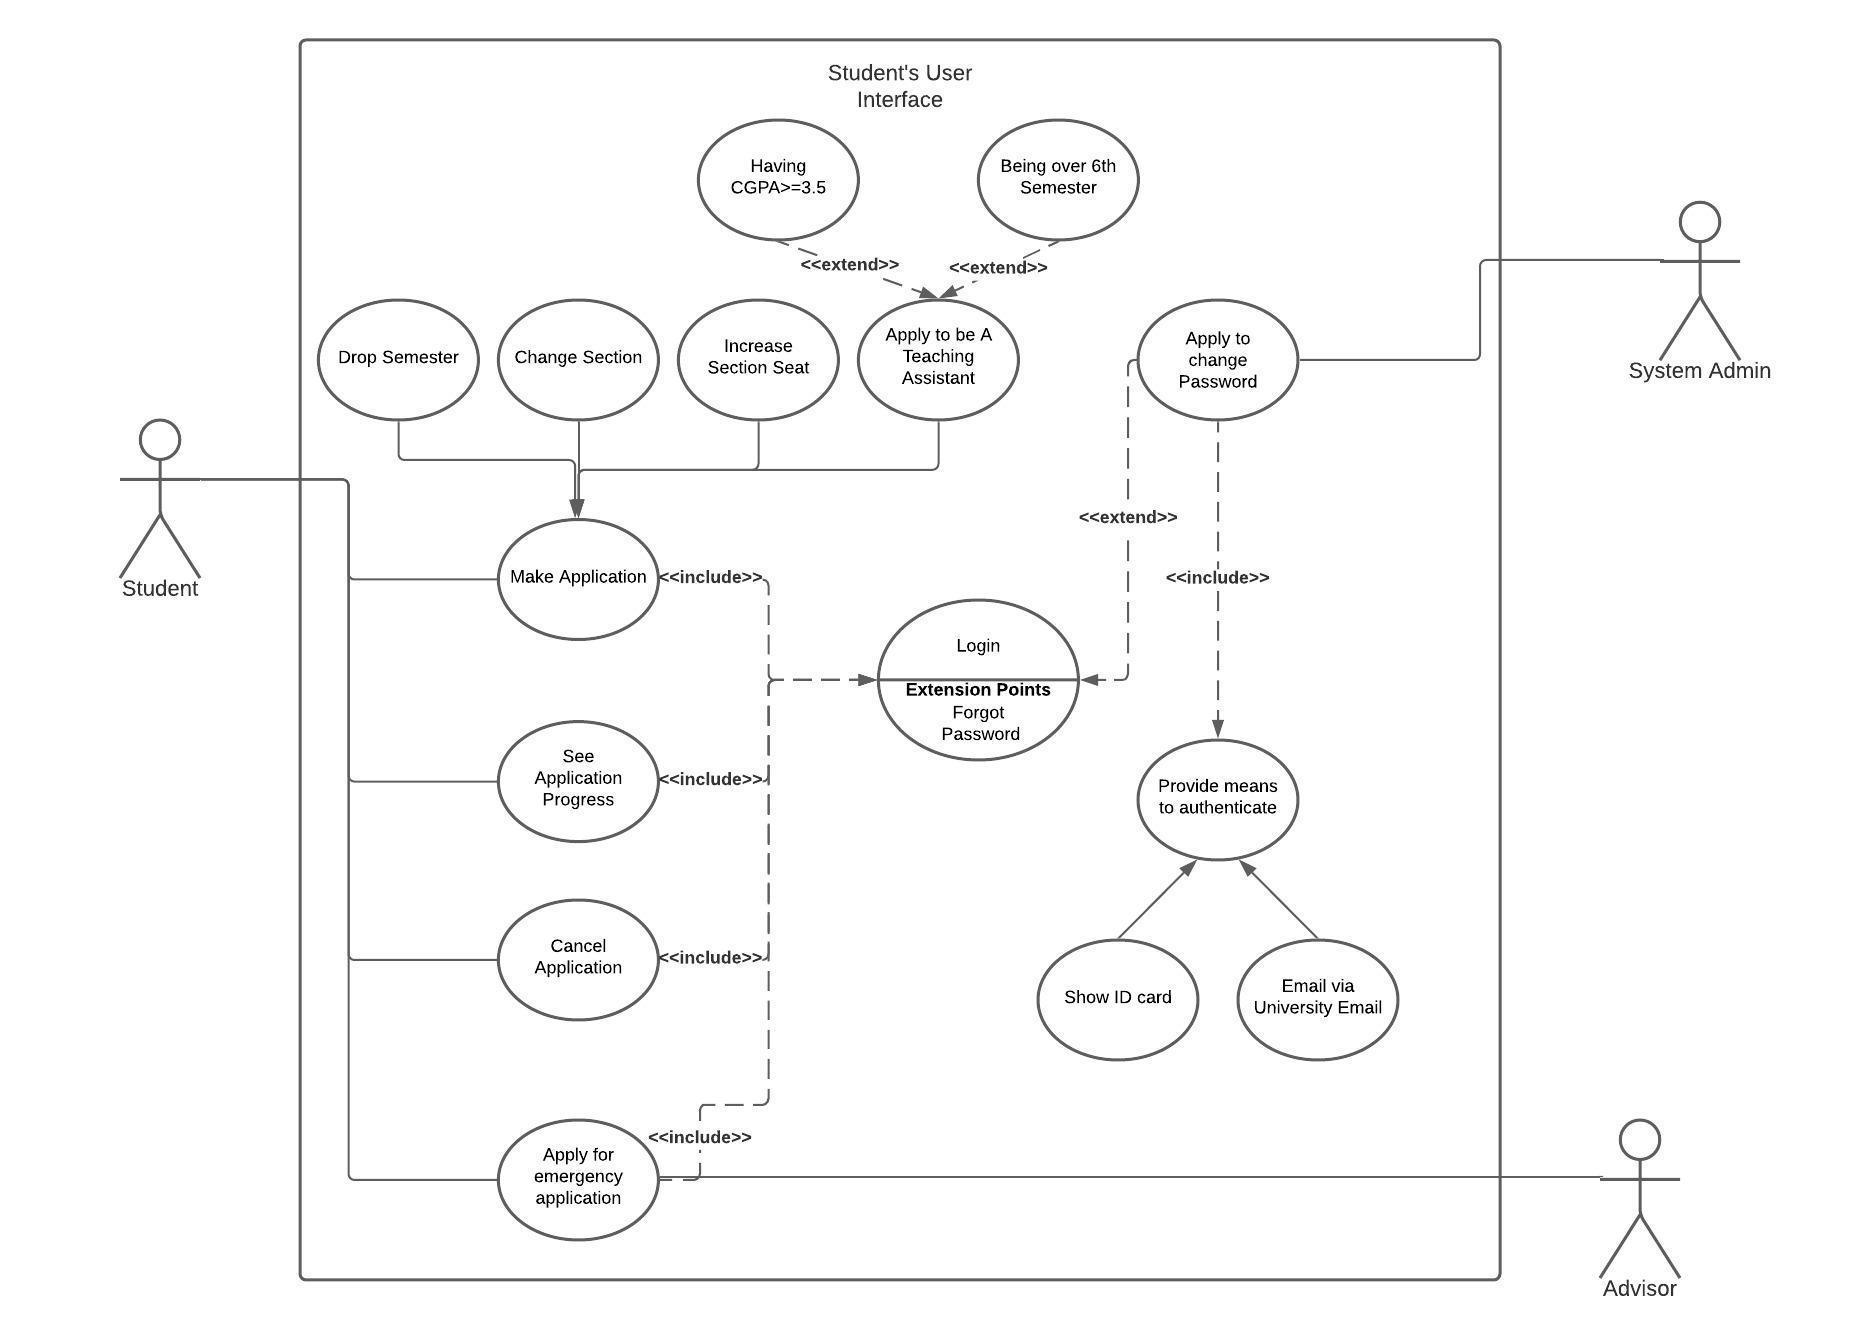 Student's User
Interface
Having
CGPA>=3.5
Being over 6th
Semester
<<extend>>
<<extend>>
Drop Semester
Change Section
Increase
Section Seat
Apply to be A
Teaching
Assistant
Apply to
change
Password
System Admin
Student
<<extend>>
Make Application
<<include>>
<<include>>
Login
Extension Points
Forgot
Password
See
Application
Progress
<<include>>
Provide means
to authenticate
Cancel
Application
<<include>>
Show ID card
Email via
University Email
<<include>>
Apply for
emergency
application
Advisor